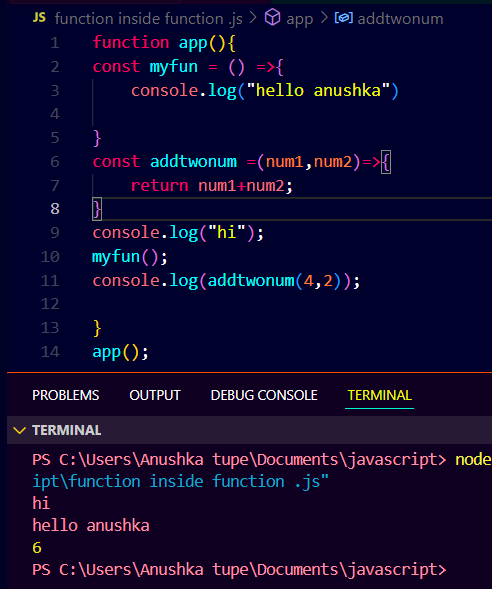 JS function inside function .js > app > addtwonum
1 function app(){
2 const myfun = () =>{
3 console.log("hello anushka")
4
5 }
6 const addtwonum =(num1,num2)=>{
7 return num1+num2;
8 }
9 console.log("hi");
10 myfun();
11 console.log(addtwonum(4,2));
12
13 }
14 app();
PROBLEMS OUTPUT DEBUG CONSOLE TERMINAL
TERMINAL
PS C:\Users\Anushka tupe\Documents\javascript> node
ipt\function inside function .js"
hi
hello anushka
6
PS C:\Users\Anushka tupe\Documents\javascript>